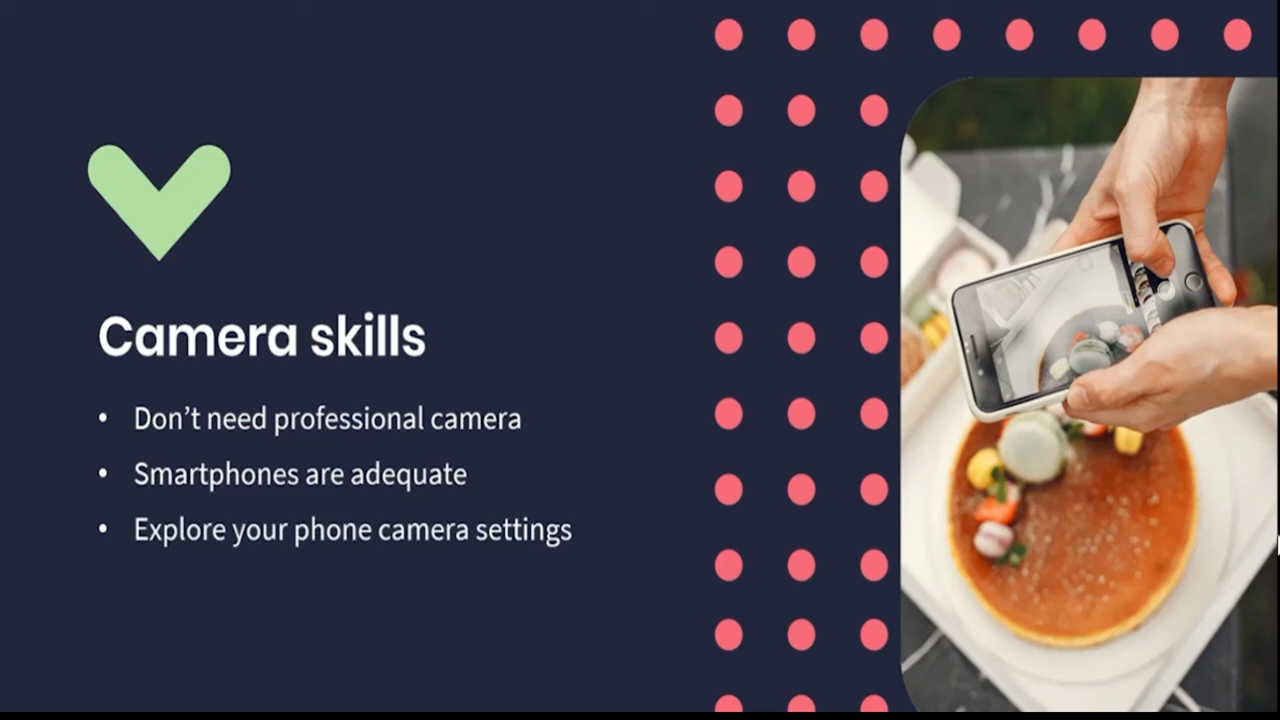 Camera skills
• Don’t need professional camera
• Smartphones are adequate
• Explore your phone camera settings